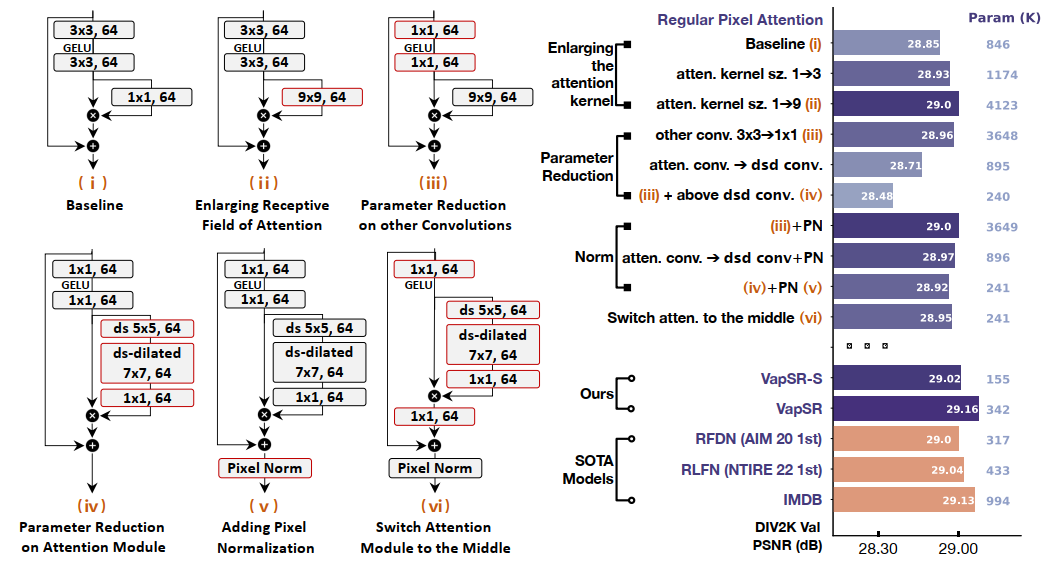 3x3, 64
GELU
3x3, 64
1x1, 64
×
+
(i)
Baseline
3x3, 64
GELU
3x3, 64
9x9, 64
×
+
(ii)
Enlarging Receptive
Field of Attention
1x1, 64
GELU
1x1, 64
9x9, 64
×
+
(iii)
Parameter Reduction
on other Convolutions
1x1, 64
GELU
1x1, 64
ds 5x5, 64
ds-dilated
7x7, 64
1x1, 64
×
+
(iv)
Parameter Reduction
on Attention Module
1x1, 64
GELU
1x1, 64
ds 5x5, 64
ds-dilated
7x7, 64
1x1, 64
×
+
Pixel Norm
(v)
Adding Pixel
Normalization
1x1, 64
GELU
ds 5x5, 64
ds-dilated
7x7, 64
1x1, 64
×
1x1, 64
+
Pixel Norm
(vi)
Switch Attention
Module to the Middle
Regular Pixel Attention Param (K)
Enlarging
the
attention
kernel
Baseline (i) 28.85 846
atten. kernel sz. 1→3 28.93 1174
atten. kernel sz. 1→9 (ii) 29.0 4123
Parameter
Reduction
other conv. 3x3→1x1 (iii) 28.96 3648
atten. conv. → dsd conv. 28.71 895
(iii) + above dsd conv. (iv) 28.48 240
Norm
(iii)+PN 29.0 3649
atten. conv. → dsd conv+PN 28.97 896
(iv)+PN (v) 28.92 241
Switch atten. to the middle (vi) 28.95 241
Ours
VapSR-S 29.02 155
VapSR 29.16 342
SOTA
Models
RFDN (AIM 20 1st) 29.0 317
RLFN (NTIRE 22 1st) 29.04 433
IMDB 29.13 994
DIV2K Val
PSNR (dB)
28.30 29.00